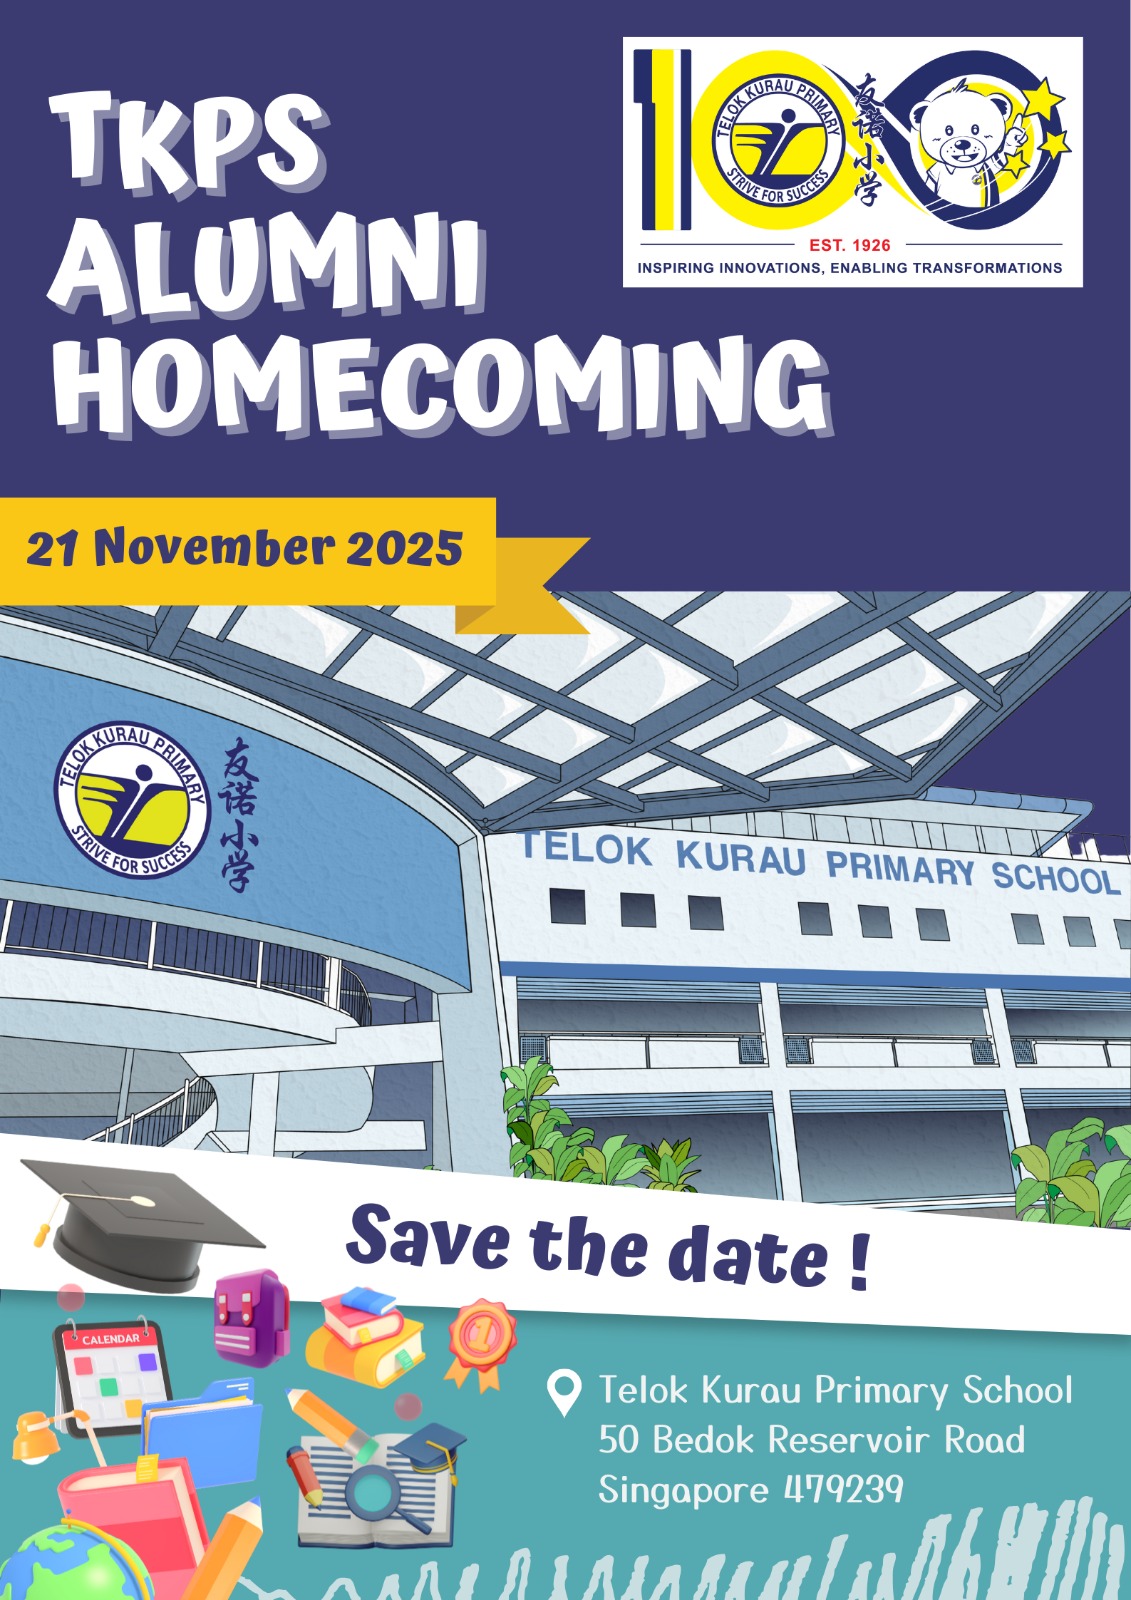 TKPS
ALUMNI
HOMECOMING
100
TELOK KURAU PRIMARY
STRIVE FOR SUCCESS
友诺小学
EST. 1926
INSPIRING INNOVATIONS, ENABLING TRANSFORMATIONS
21 November 2025
TELOK KURAU PRIMARY
STRIVE FOR SUCCESS
友诺小学
TELOK KURAU PRIMARY SCHOOL
Save the date !
CALENDAR
1
Telok Kurau Primary School
50 Bedok Reservoir Road
Singapore 479239